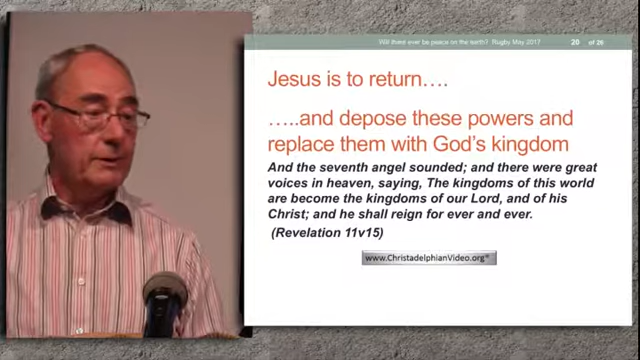 Will there ever be peace on the earth? Rugby May 2017
20 of 26
Jesus is to return….
…..and depose these powers and
replace them with God's kingdom
And the seventh angel sounded; and there were great
voices in heaven, saying, The kingdoms of this world
are become the kingdoms of our Lord, and of his
Christ; and he shall reign for ever and ever.
(Revelation 11v15)
www.ChristadelphianVideo.org®